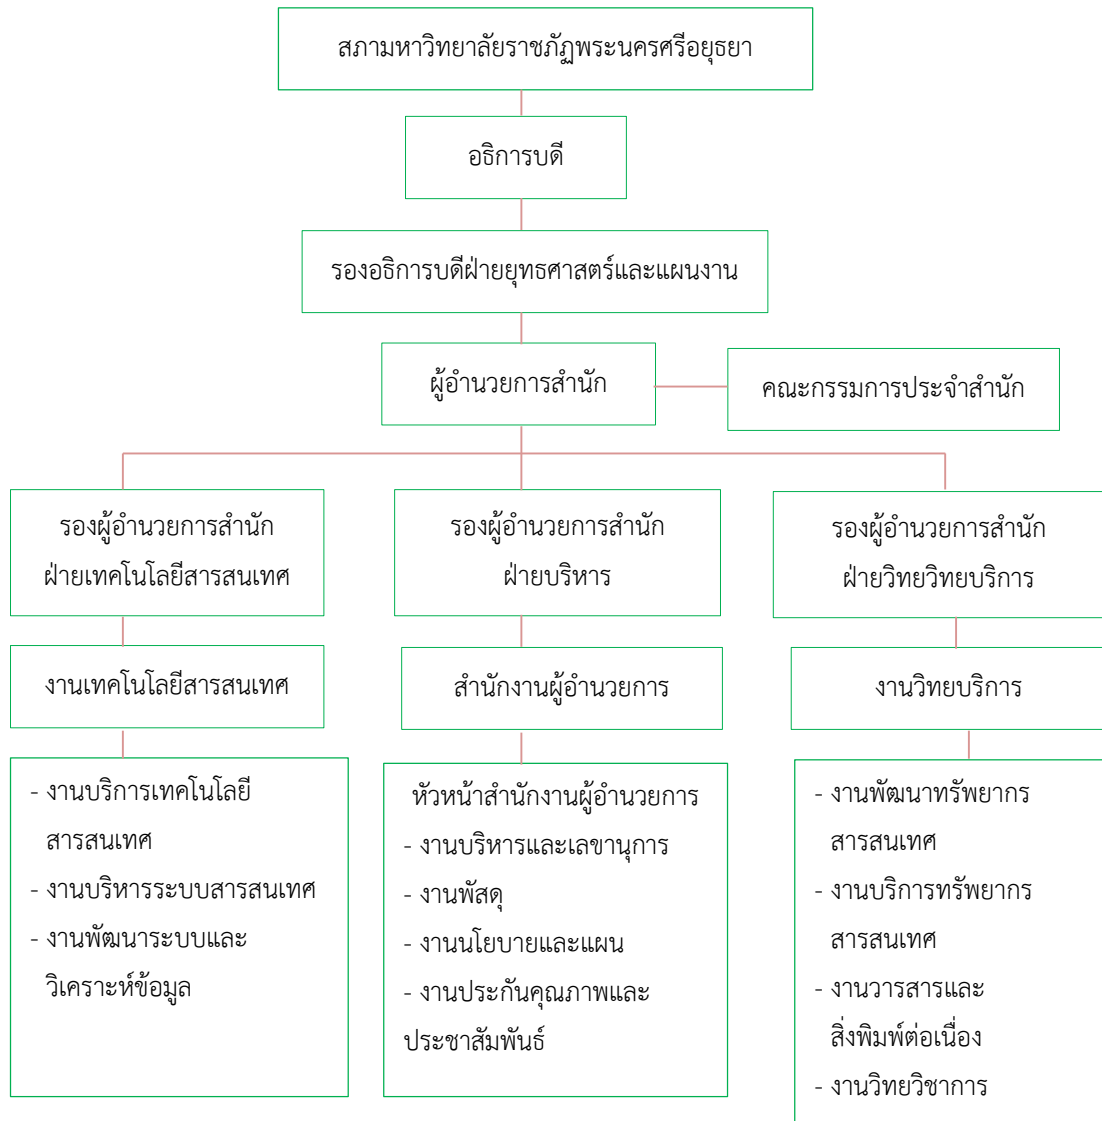 สภามหาวิทยาลัยราชภัฏพระนครศรีอยุธยา
อธิการบดี
รองอธิการบดีฝ่ายยุทธศาสตร์และแผนงาน
ผู้อำนวยการสำนัก
คณะกรรมการประจำสำนัก
รองผู้อำนวยการสำนัก
ฝ่ายเทคโนโลยีสารสนเทศ
รองผู้อำนวยการสำนัก
ฝ่ายบริหาร
รองผู้อำนวยการสำนัก
ฝ่ายวิทยวิทยบริการ
งานเทคโนโลยีสารสนเทศ
สำนักงานผู้อำนวยการ
งานวิทยบริการ
- งานบริการเทคโนโลยี
สารสนเทศ
- งานบริหารระบบสารสนเทศ
- งานพัฒนาระบบและ
วิเคราะห์ข้อมูล
หัวหน้าสำนักงานผู้อำนวยการ
- งานบริหารและเลขานุการ
- งานพัสดุ
- งานนโยบายและแผน
- งานประกันคุณภาพและ
ประชาสัมพันธ์
- งานพัฒนาทรัพยากร
สารสนเทศ
- งานบริการทรัพยากร
สารสนเทศ
- งานวารสารและ
สิ่งพิมพ์ต่อเนื่อง
- งานวิทยวิชาการ